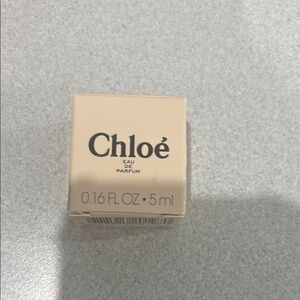 Chloé
EAU
DE
PARFUM
0.16 FL OZ • 5 ml